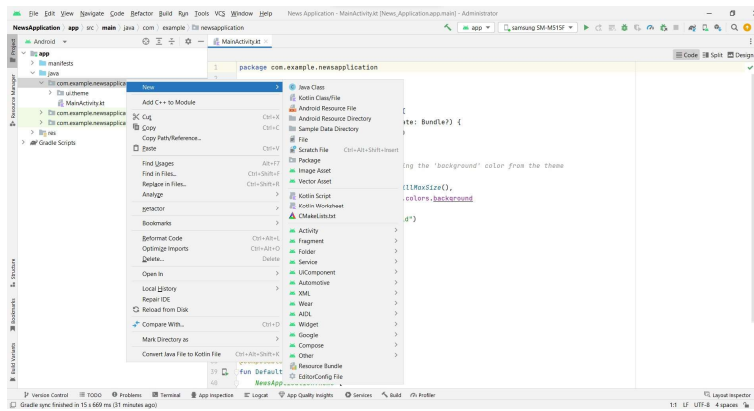 File Edit View Navigate Code Refactor Build Run Tools VCS Window Help News Application - MainActivity.kt [News_Application.app.main] - Administrator
NewsApplication app src main java com example newsapplication
app samsung SM-M515F
Android
MainActivity.kt
Code Split Design
Project
Resource Manager
Structure
Bookmarks
Build Variants
app
manifests
java
com.example.newsapplica
ui.theme
MainActivity.kt
com.example.newsapplica
com.example.newsapplica
res
Gradle Scripts
New
Add C++ to Module
Cut Ctrl+X
Copy Ctrl+C
Copy Path/Reference...
Paste Ctrl+V
Find Usages Alt+F7
Find in Files... Ctrl+Shift+F
Replace in Files... Ctrl+Shift+R
Analyze
Refactor
Bookmarks
Reformat Code Ctrl+Alt+L
Optimize Imports Ctrl+Alt+O
Delete... Delete
Open In
Local History
Repair IDE
Reload from Disk
Compare With... Ctrl+D
Mark Directory as
Convert Java File to Kotlin File Ctrl+Alt+Shift+K
Java Class
Kotlin Class/File
Android Resource File
Android Resource Directory
Sample Data Directory
File
Scratch File Ctrl+Alt+Shift+Insert
Package
Image Asset
Vector Asset
Kotlin Script
Kotlin Worksheet
CMakeLists.txt
Activity
Fragment
Folder
Service
UiComponent
Automotive
XML
Wear
AIDL
Widget
Google
Compose
Other
Resource Bundle
EditorConfig File
1 package com.example.newsapplication
ate: Bundle?) {
ing the 'background' color from the theme
llMaxSize(),
.colors.background
d")
39 fun Default
40
Version Control TODO Problems Terminal App Inspection Logcat App Quality Insights Services Build Profiler Layout Inspector
Gradle sync finished in 15 s 669 ms (31 minutes ago) 1:1 LF UTF-8 4 spaces